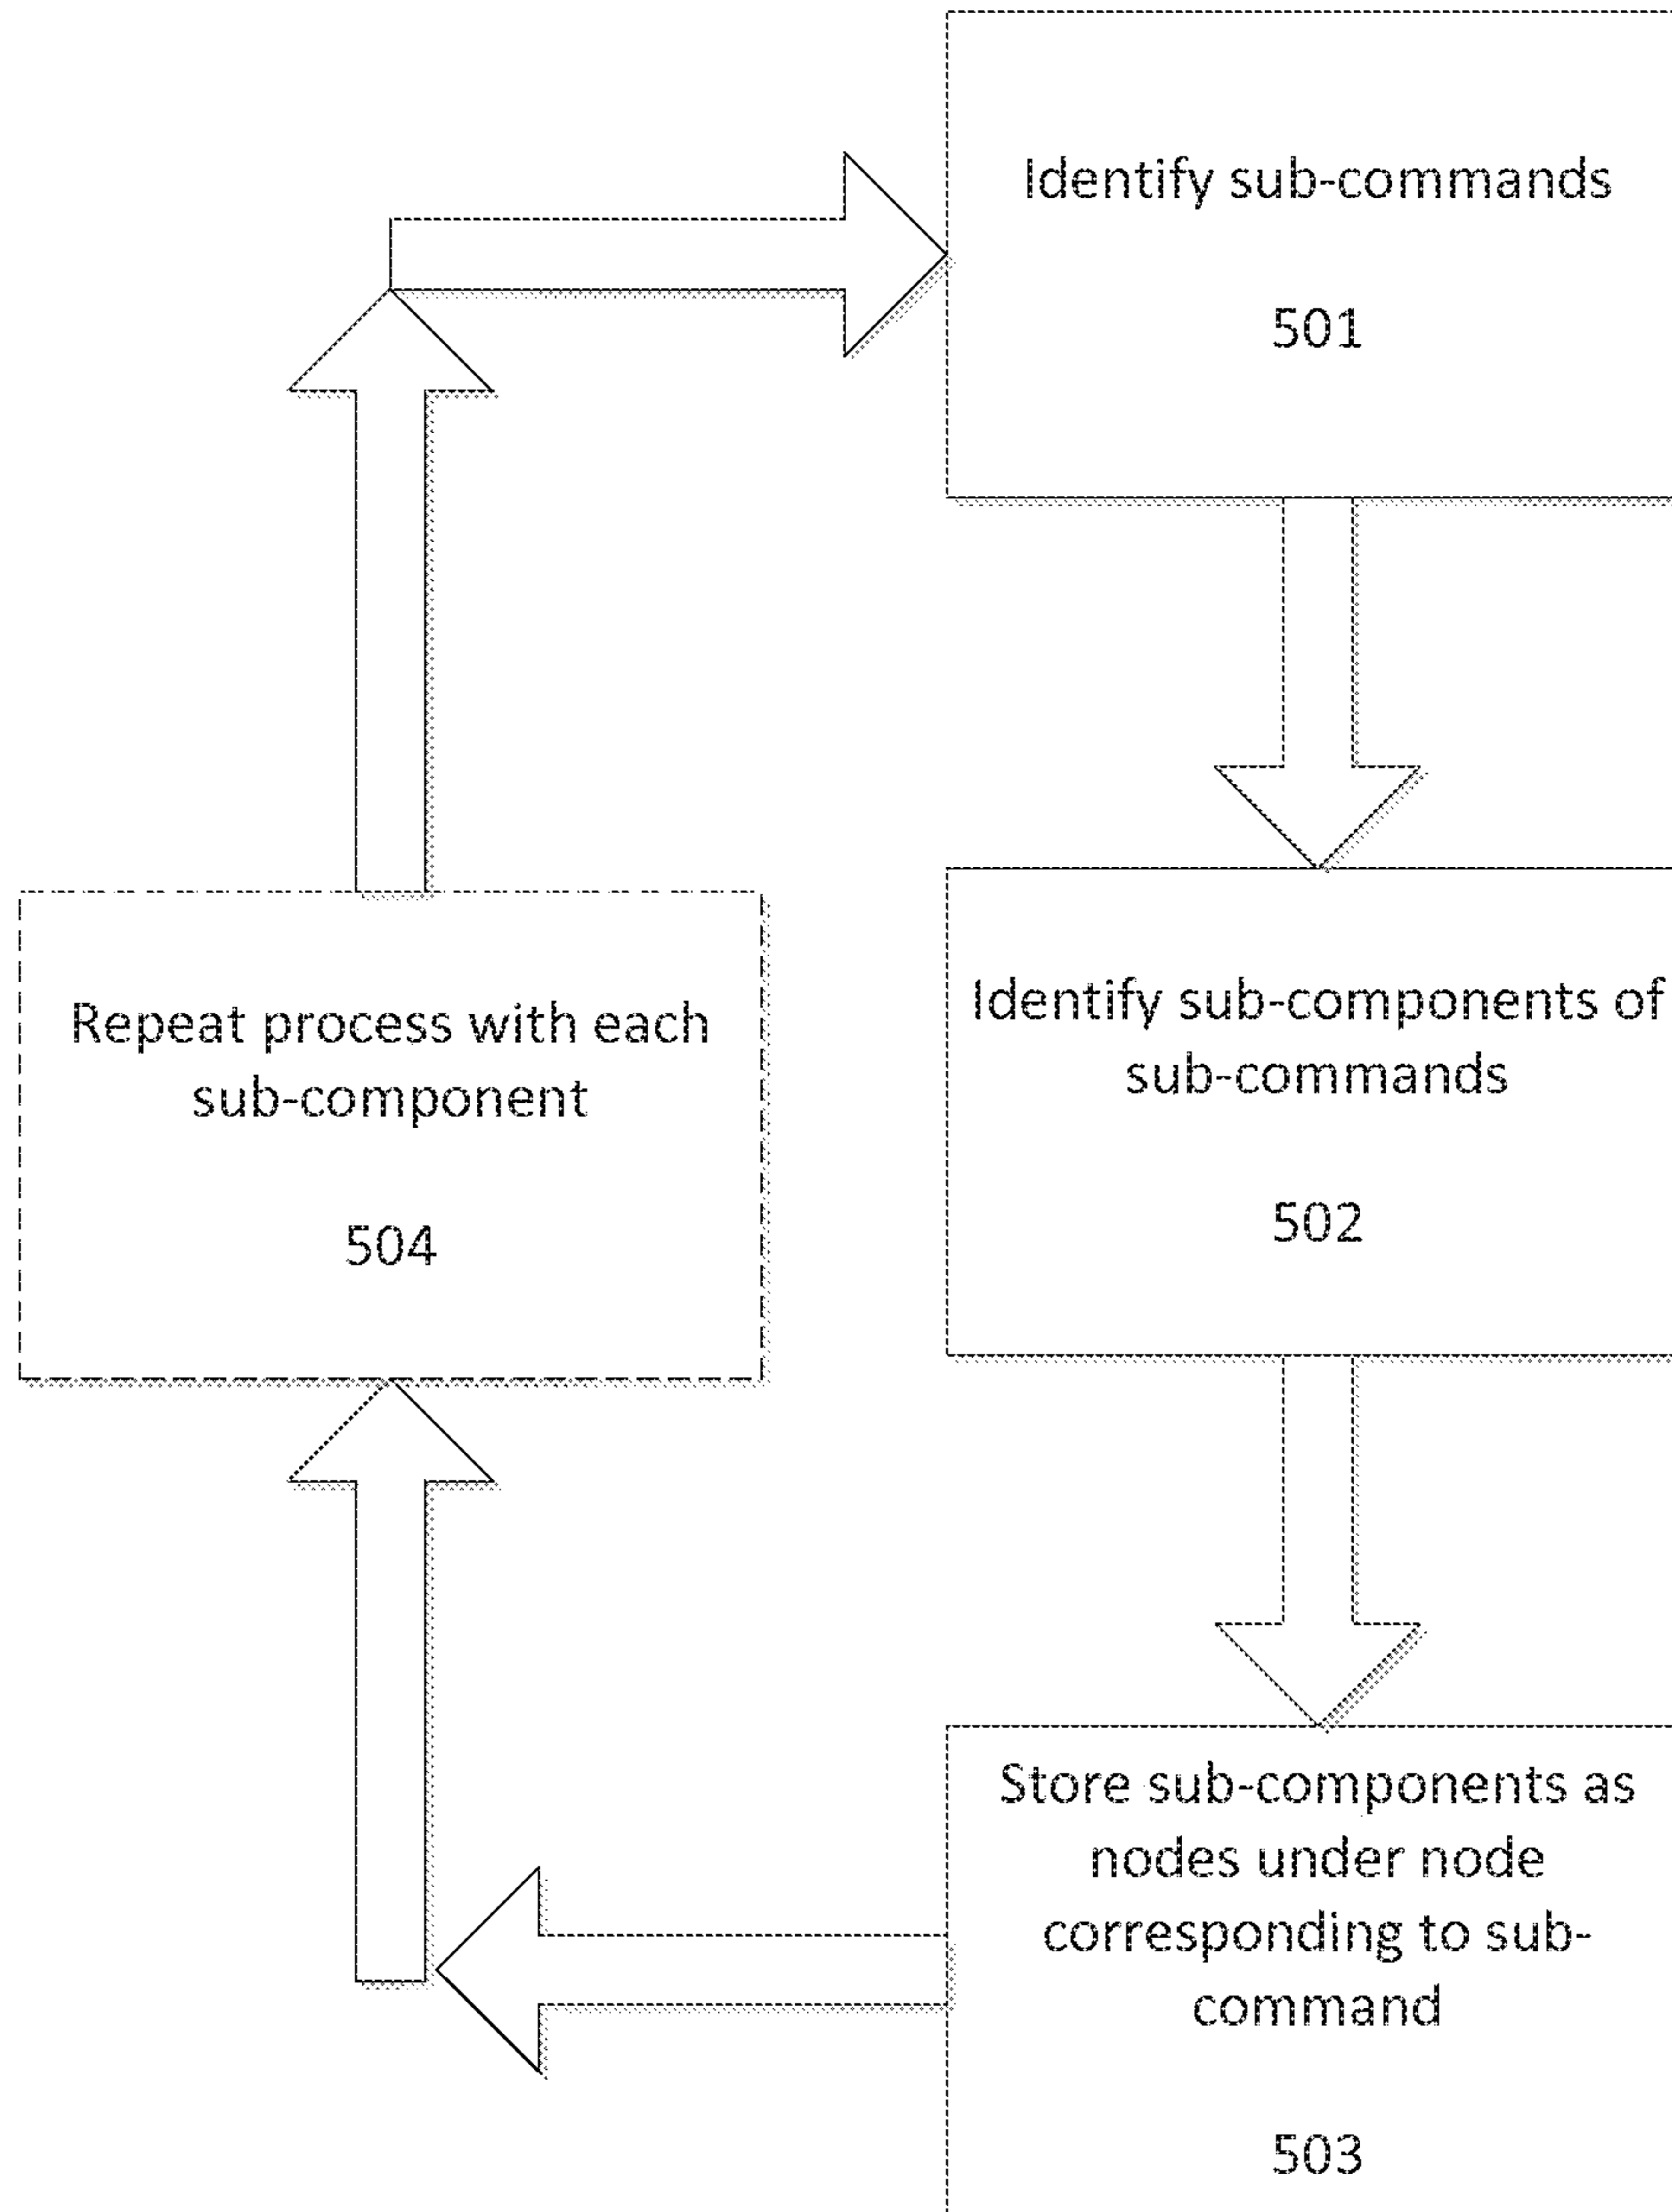 Identify sub-commands
501
Identify sub-components of
sub-commands
502
Store sub-components as
nodes under node
corresponding to sub-
command
503
Repeat process with each
sub-component
504